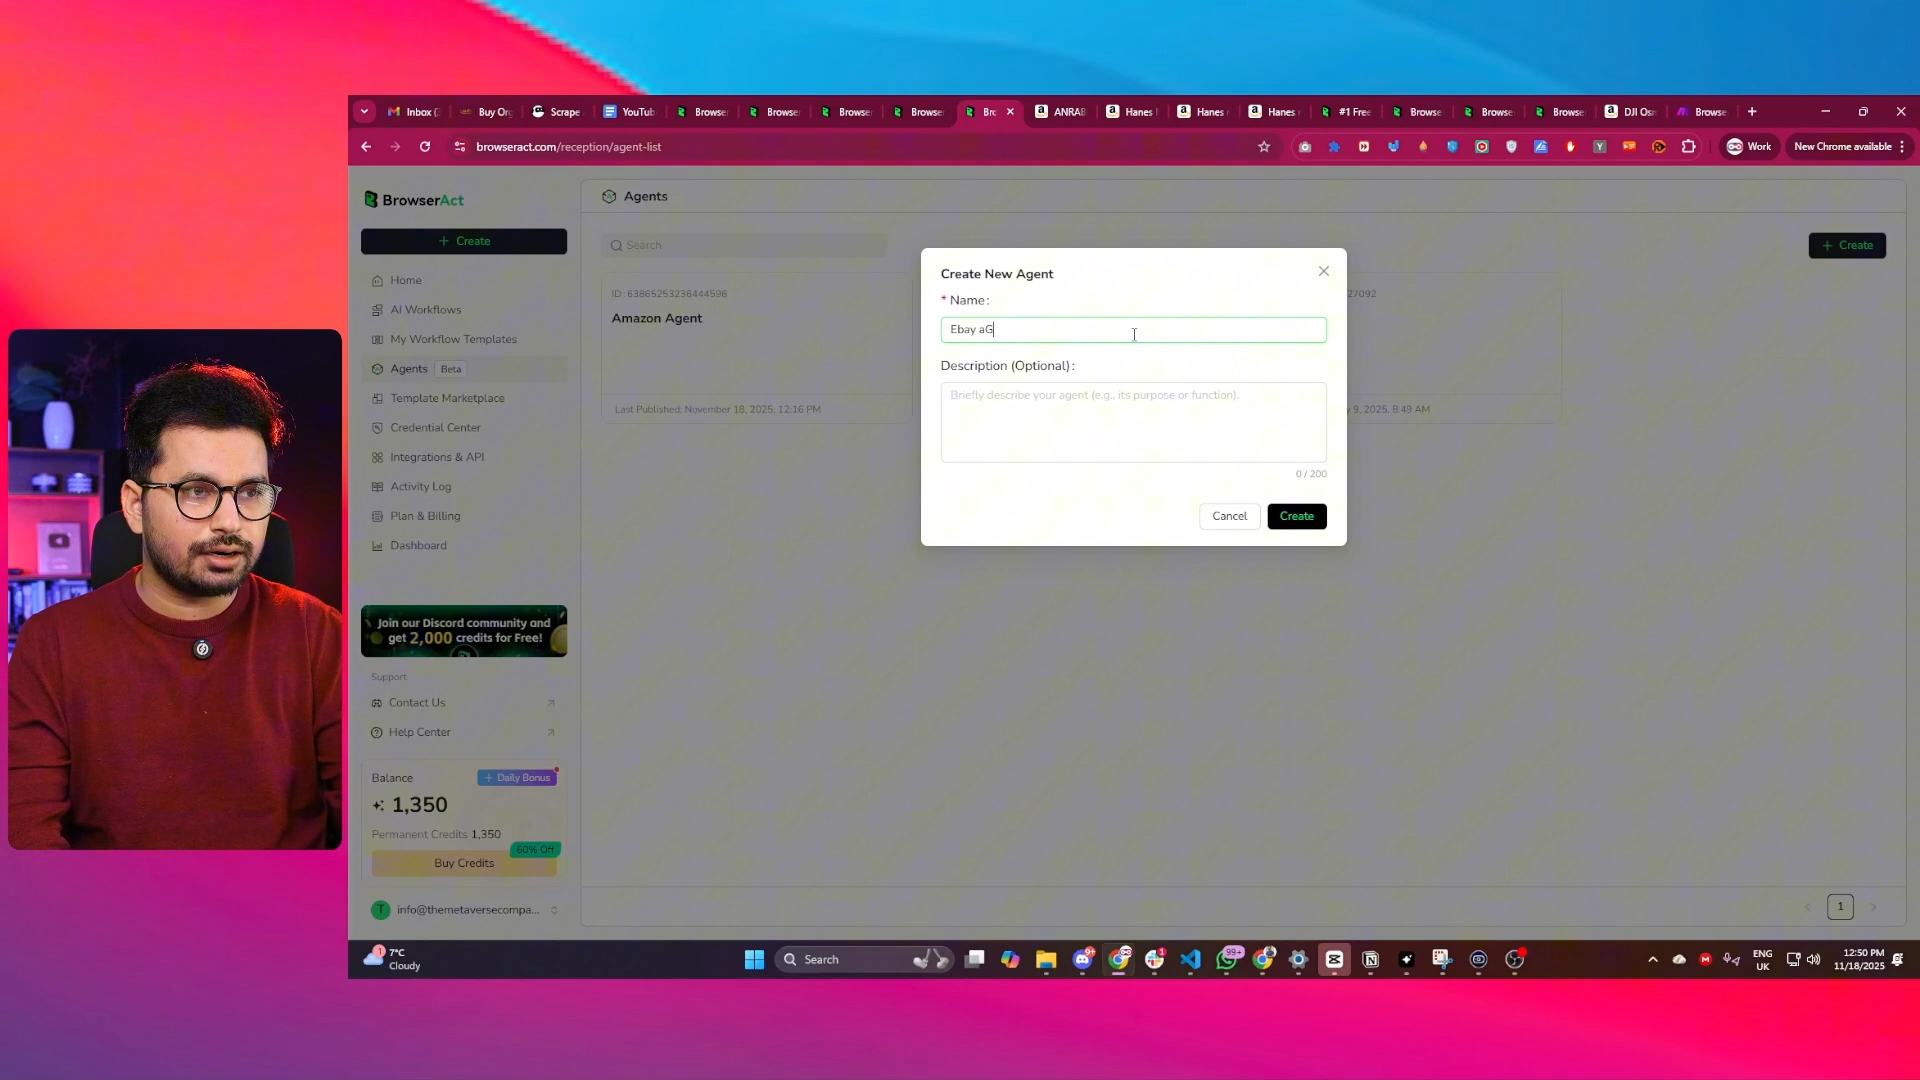 Inbox (
Buy Org
Scrape
YouTub
Browser
Browser
Browser
Browser
Bro
ANRAB
Hanes
Hanes
Hanes
#1 Free
Browse
Browse
Browse
DJI Osm
Browse
browseract.com/reception/agent-list
Work
New Chrome available
BrowserAct
Create
Home
AI Workflows
My Workflow Templates
Agents
Beta
Template Marketplace
Credential Center
Integrations & API
Activity Log
Plan & Billing
Dashboard
Join our Discord community and
get 2,000 credits for Free!
Support
Contact Us
Help Center
Balance
+ Daily Bonus
1,350
Permanent Credits 1,350
60% Off
Buy Credits
T
info@themetaversecompa...
Agents
Search
+ Create
ID: 63865253236444596
27092
Amazon Agent
Last Published: November 18, 2025, 12:16 PM
9, 2025, 8:49 AM
Create New Agent
* Name:
Ebay aG
Description (Optional):
Briefly describe your agent (e.g., its purpose or function).
0 / 200
Cancel
Create
1
7°C
Cloudy
Search
99+
ENG
UK
12:50 PM
11/18/2025